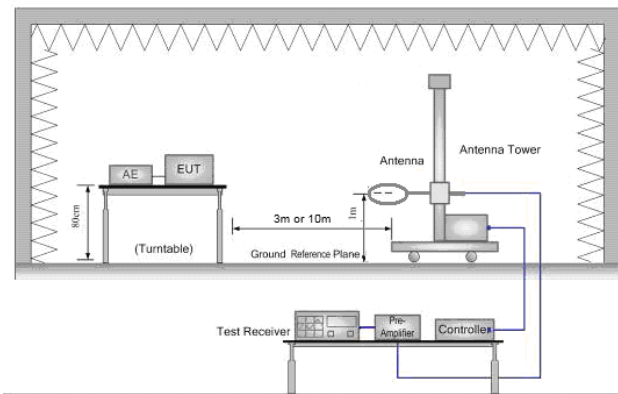 Antenna
Antenna Tower
AE
EUT
80cm
1m
3m or 10m
(Turntable)
Ground Reference Plane
Test Receiver
Pre-
Amplifier
Controller